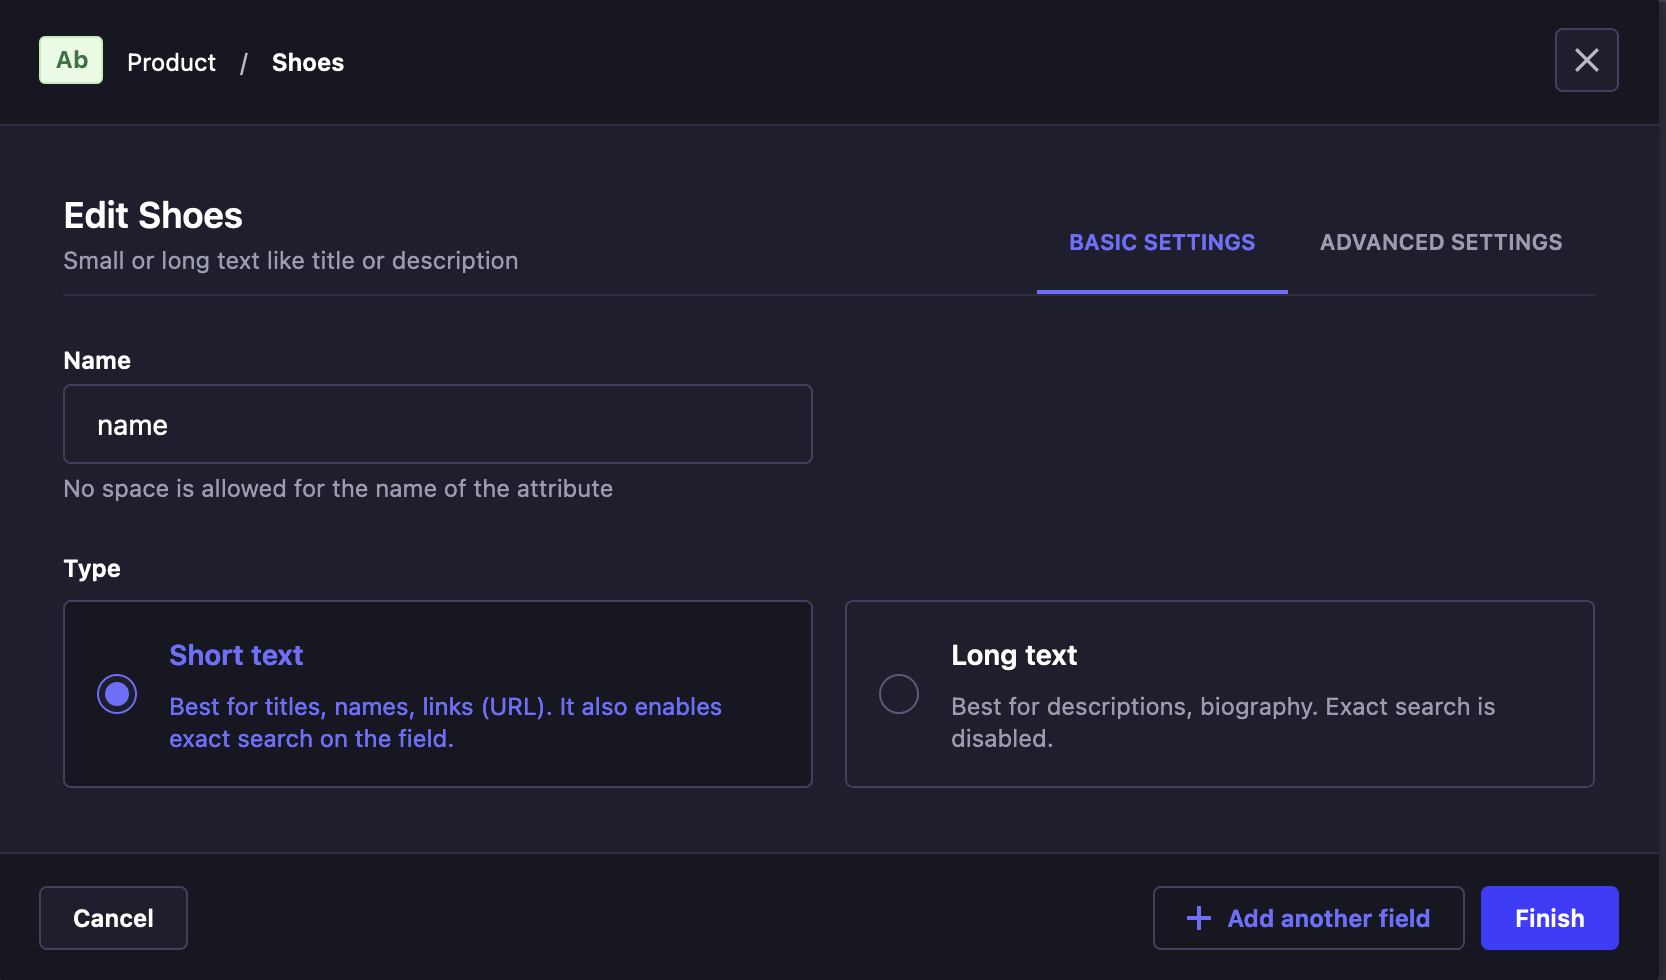 Ab Product / Shoes
Edit Shoes
Small or long text like title or description
BASIC SETTINGS ADVANCED SETTINGS
Name
name
No space is allowed for the name of the attribute
Type
Short text
Best for titles, names, links (URL). It also enables
exact search on the field.
Long text
Best for descriptions, biography. Exact search is
disabled.
Cancel
Add another field
Finish